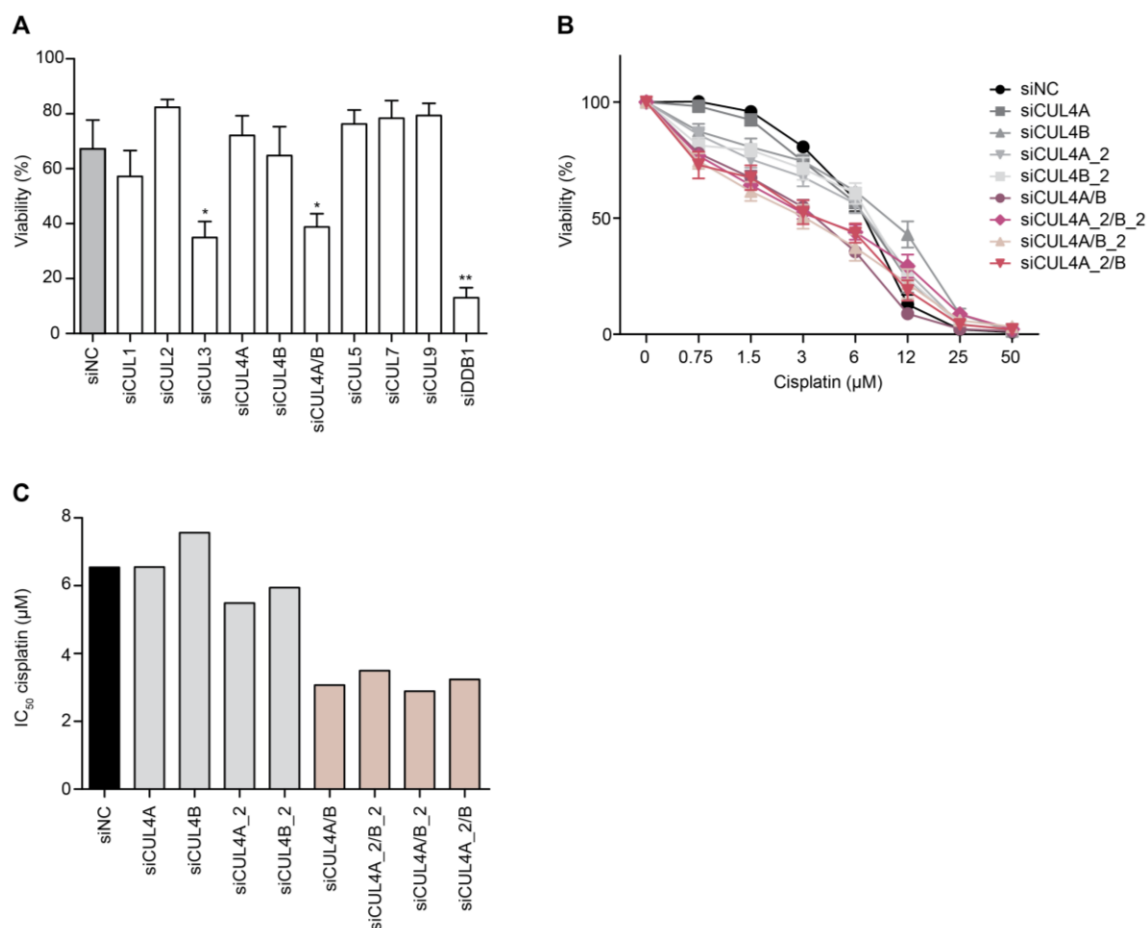 A
Viability (%)
100
80
60
40
20
0
*
*
**
siNC
siCUL1
siCUL2
siCUL3
siCUL4A
siCUL4B
siCUL4A/B
siCUL5
siCUL7
siCUL9
siDDB1
B
Viability (%)
100
50
0
0 0.75 1.5 3 6 12 25 50
Cisplatin (µM)
siNC
siCUL4A
siCUL4B
siCUL4A_2
siCUL4B_2
siCUL4A/B
siCUL4A_2/B_2
siCUL4A/B_2
siCUL4A_2/B
C
IC50 cisplatin (µM)
8
6
4
2
0
siNC
siCUL4A
siCUL4B
siCUL4A_2
siCUL4B_2
siCUL4A/B
siCUL4A_2/B_2
siCUL4A/B_2
siCUL4A_2/B